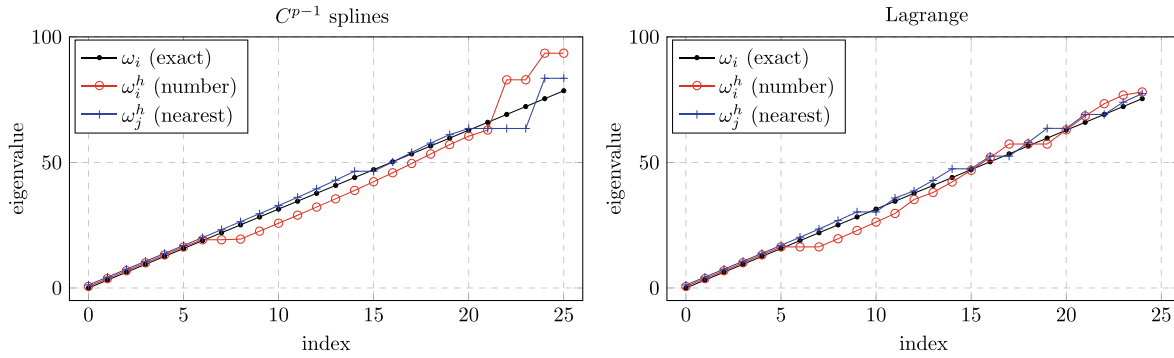 C^{p−1} splines
100
50
0
eigenvalue
ω_i (exact)
ω_i^h (number)
ω_j^h (nearest)
0 5 10 15 20 25
index
Lagrange
100
50
0
eigenvalue
ω_i (exact)
ω_i^h (number)
ω_j^h (nearest)
0 5 10 15 20 25
index